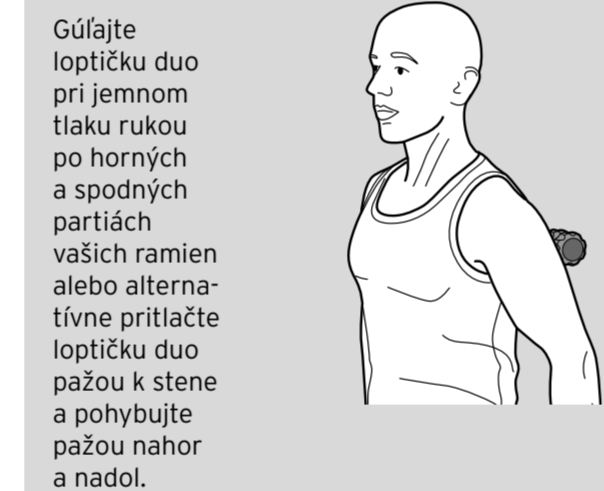 Gúľajte
loptičku duo
pri jemnom
tlaku rukou
po horných
a spodných
partiách
vašich ramien
alebo alterna-
tívne pritlačte
loptičku duo
pažou k stene
a pohybujte
pažou nahor
a nadol.